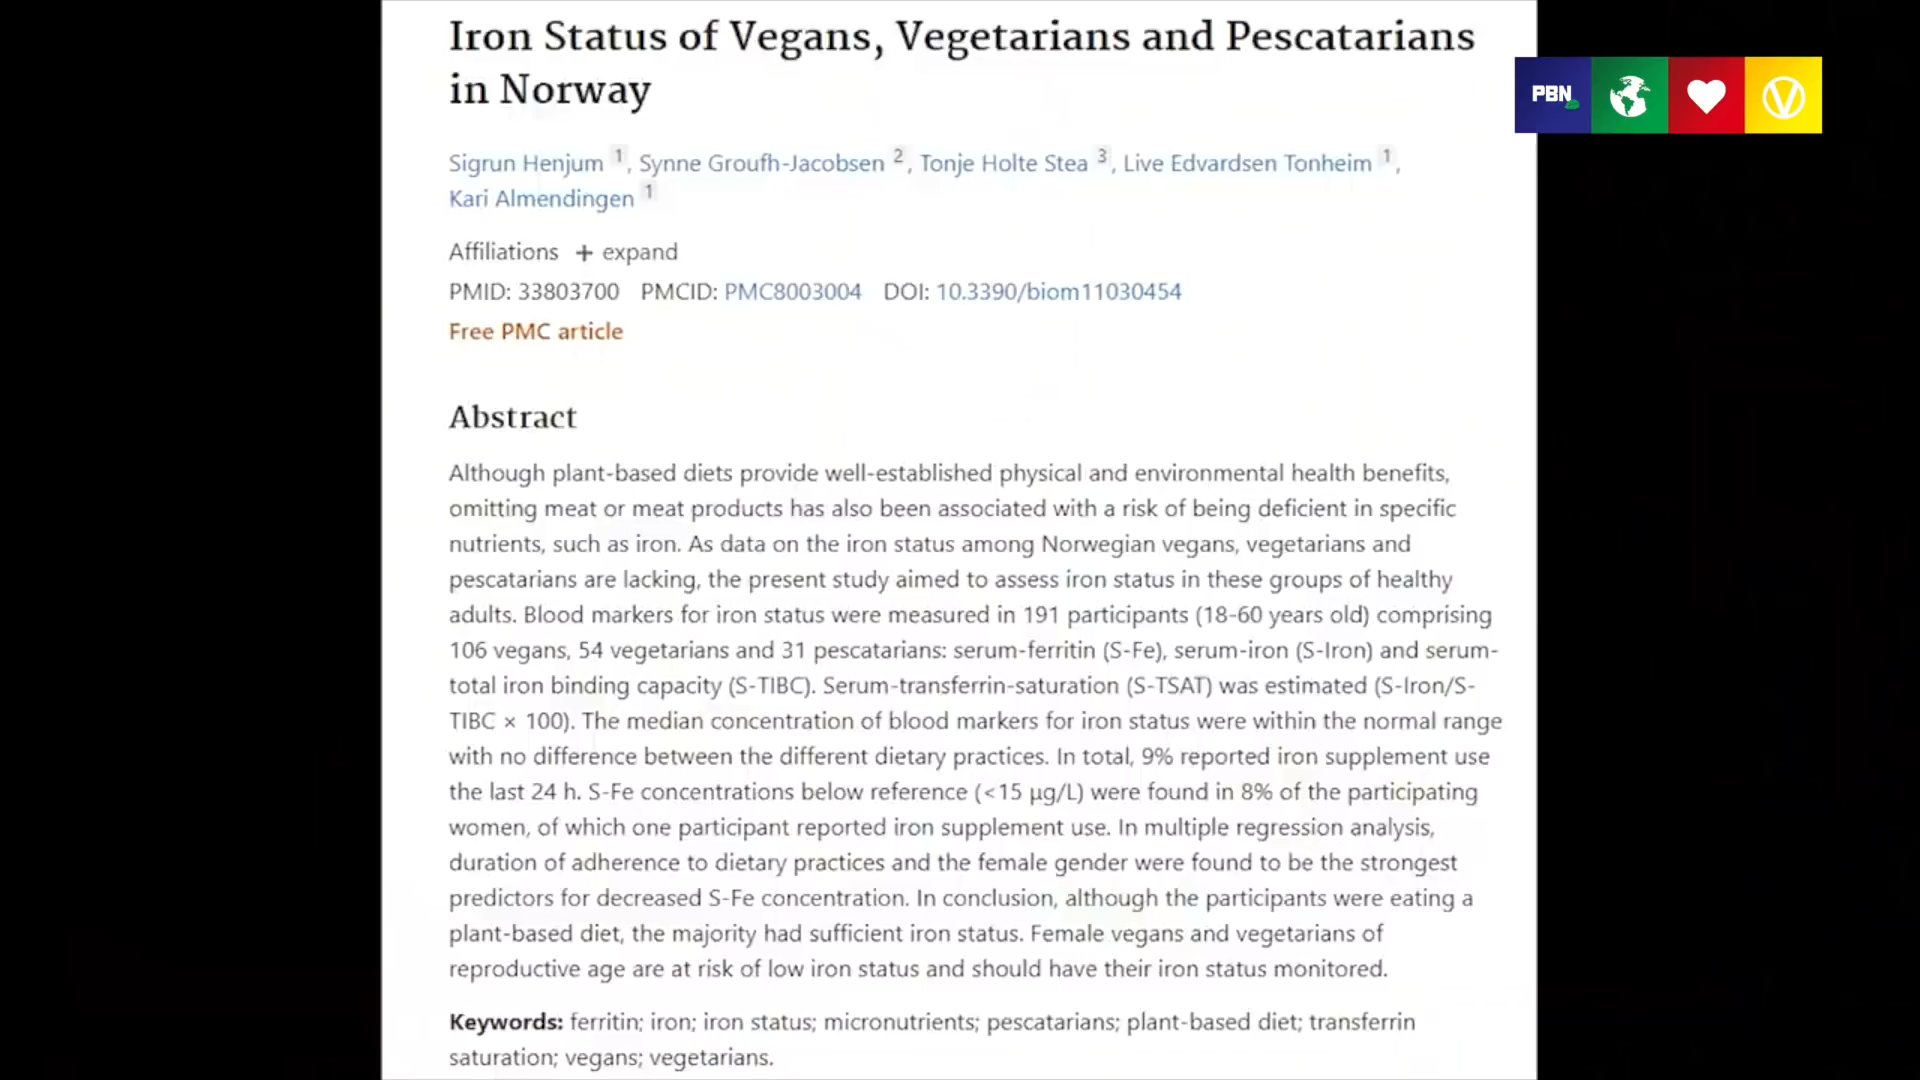 Iron Status of Vegans, Vegetarians and Pescatarians
in Norway
PBN
Sigrun Henjum 1, Synne Groufh-Jacobsen 2, Tonje Holte Stea 3, Live Edvardsen Tonheim 1,
Kari Almendingen 1
Affiliations + expand
PMID: 33803700 PMCID: PMC8003004 DOI: 10.3390/biom11030454
Free PMC article
Abstract
Although plant-based diets provide well-established physical and environmental health benefits,
omitting meat or meat products has also been associated with a risk of being deficient in specific
nutrients, such as iron. As data on the iron status among Norwegian vegans, vegetarians and
pescatarians are lacking, the present study aimed to assess iron status in these groups of healthy
adults. Blood markers for iron status were measured in 191 participants (18-60 years old) comprising
106 vegans, 54 vegetarians and 31 pescatarians: serum-ferritin (S-Fe), serum-iron (S-Iron) and serum-
total iron binding capacity (S-TIBC). Serum-transferrin-saturation (S-TSAT) was estimated (S-Iron/S-
TIBC × 100). The median concentration of blood markers for iron status were within the normal range
with no difference between the different dietary practices. In total, 9% reported iron supplement use
the last 24 h. S-Fe concentrations below reference (<15 µg/L) were found in 8% of the participating
women, of which one participant reported iron supplement use. In multiple regression analysis,
duration of adherence to dietary practices and the female gender were found to be the strongest
predictors for decreased S-Fe concentration. In conclusion, although the participants were eating a
plant-based diet, the majority had sufficient iron status. Female vegans and vegetarians of
reproductive age are at risk of low iron status and should have their iron status monitored.
Keywords: ferritin; iron; iron status; micronutrients; pescatarians; plant-based diet; transferrin
saturation; vegans; vegetarians.